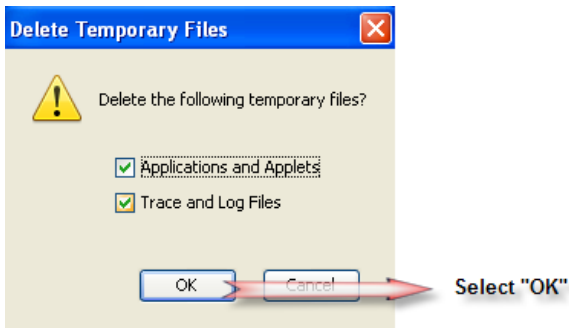 Delete Temporary Files
Delete the following temporary files?
Applications and Applets
Trace and Log Files
OK Cancel
Select "OK"